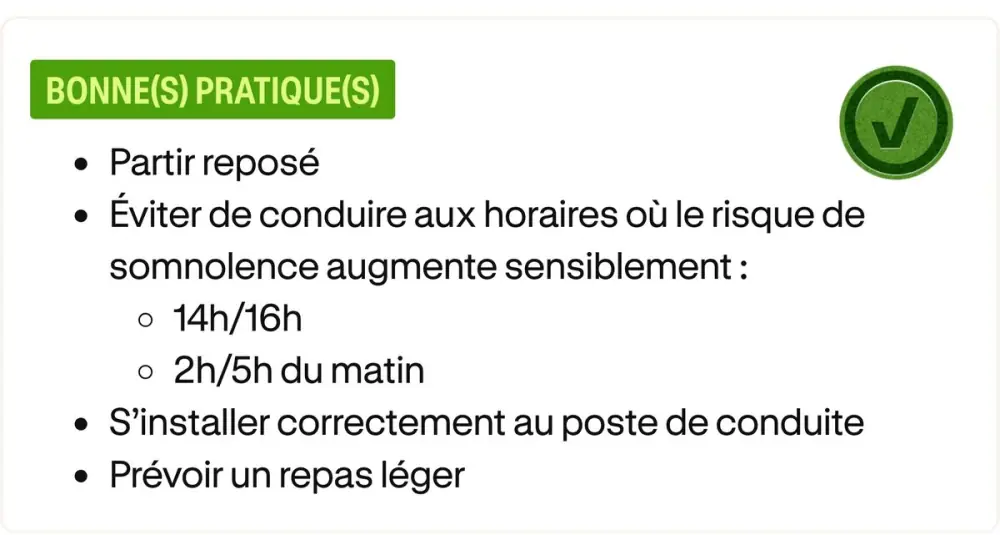 BONNE(S) PRATIQUE(S)
• Partir reposé
• Éviter de conduire aux horaires où le risque de
somnolence augmente sensiblement :
○ 14h/16h
○ 2h/5h du matin
• S’installer correctement au poste de conduite
• Prévoir un repas léger